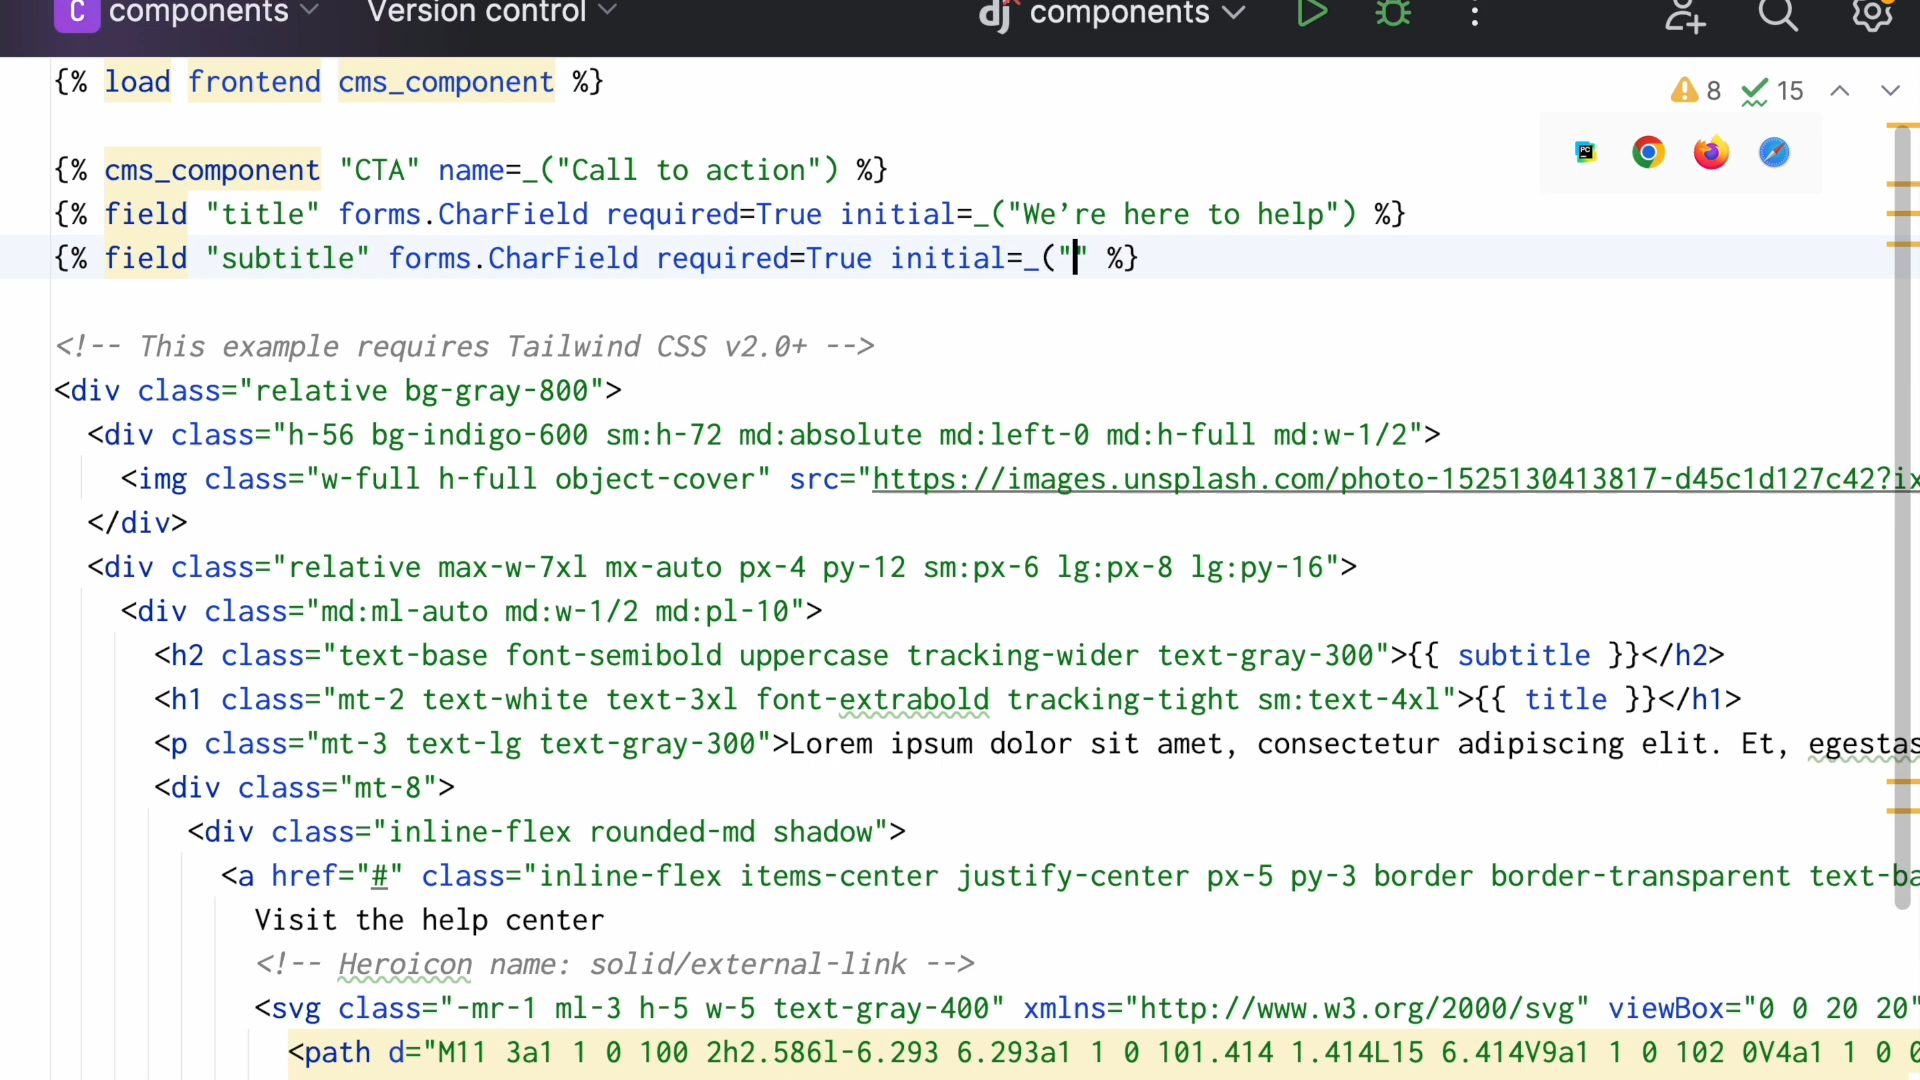 C components Version control dj components
{% load frontend cms_component %}
8 15
{% cms_component "CTA" name=_("Call to action") %}
PC
{% field "title" forms.CharField required=True initial=_("We’re here to help") %}
{% field "subtitle" forms.CharField required=True initial=_("" %}
<!-- This example requires Tailwind CSS v2.0+ -->
<div class="relative bg-gray-800">
<div class="h-56 bg-indigo-600 sm:h-72 md:absolute md:left-0 md:h-full md:w-1/2">
<img class="w-full h-full object-cover" src="https://images.unsplash.com/photo-1525130413817-d45c1d127c42?ix
</div>
<div class="relative max-w-7xl mx-auto px-4 py-12 sm:px-6 lg:px-8 lg:py-16">
<div class="md:ml-auto md:w-1/2 md:pl-10">
<h2 class="text-base font-semibold uppercase tracking-wider text-gray-300">{{ subtitle }}</h2>
<h1 class="mt-2 text-white text-3xl font-extrabold tracking-tight sm:text-4xl">{{ title }}</h1>
<p class="mt-3 text-lg text-gray-300">Lorem ipsum dolor sit amet, consectetur adipiscing elit. Et, egestas
<div class="mt-8">
<div class="inline-flex rounded-md shadow">
<a href="#" class="inline-flex items-center justify-center px-5 py-3 border border-transparent text-ba
Visit the help center
<!-- Heroicon name: solid/external-link -->
<svg class="-mr-1 ml-3 h-5 w-5 text-gray-400" xmlns="http://www.w3.org/2000/svg" viewBox="0 0 20 20"
<path d="M11 3a1 1 0 100 2h2.586l-6.293 6.293a1 1 0 101.414 1.414L15 6.414V9a1 1 0 102 0V4a1 1 0 0